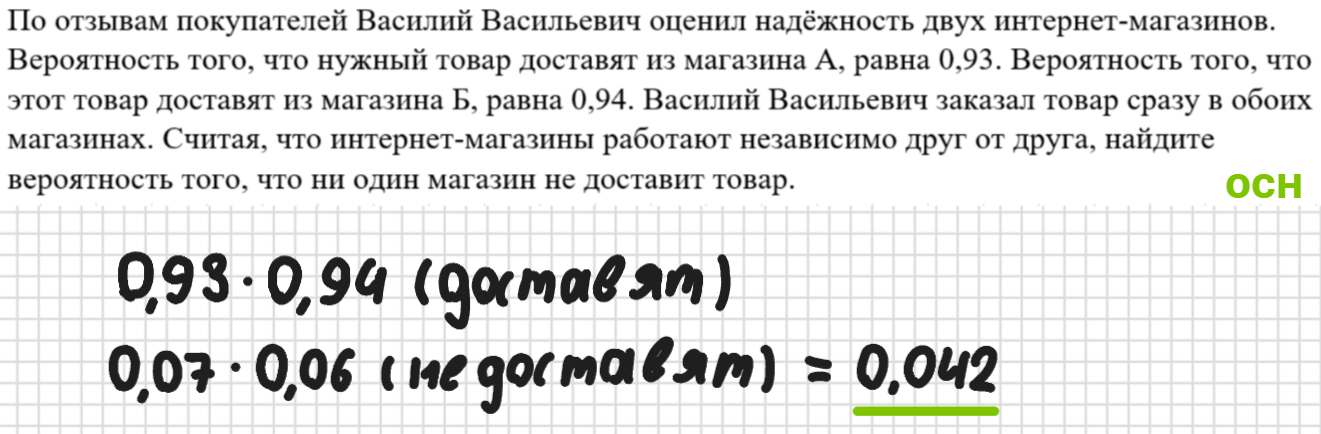 По отзывам покупателей Василий Васильевич оценил надёжность двух интернет-магазинов.
Вероятность того, что нужный товар доставят из магазина А, равна 0,93. Вероятность того, что
этот товар доставят из магазина Б, равна 0,94. Василий Васильевич заказал товар сразу в обоих
магазинах. Считая, что интернет-магазины работают независимо друг от друга, найдите
вероятность того, что ни один магазин не доставит товар.
осн
0,93 · 0,94 (доставят)
0,07 · 0,06 (не доставят) = 0,042